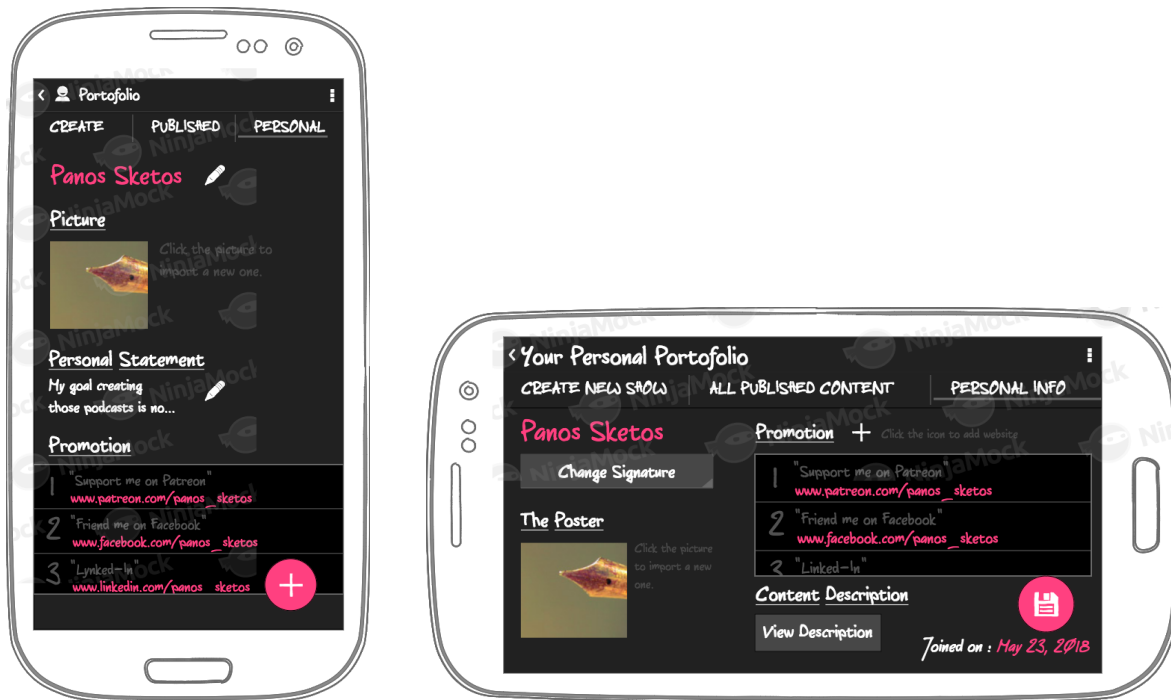 Portofolio
CREATE PUBLISHED PERSONAL
Panos Sketos
Picture
Click the picture to
import a new one.
Personal Statement
My goal creating
those podcasts is no...
Promotion
1 "Support me on Patreon"
www.patreon.com/panos_sketos
2 "Friend me on Facebook"
www.facebook.com/panos_sketos
3 "Lynked-In"
www.linkedin.com/panos_sketos
Your Personal Portofolio
CREATE NEW SHOW ALL PUBLISHED CONTENT PERSONAL INFO
Panos Sketos
Change Signature
The Poster
Click the picture
to import a new
one.
Promotion + Click the icon to add website
1 "Support me on Patreon"
www.patreon.com/panos_sketos
2 "Friend me on Facebook"
www.facebook.com/panos_sketos
3 "Linked-In"
Content Description
View Description
Joined on : May 23, 2018
NinjaMock